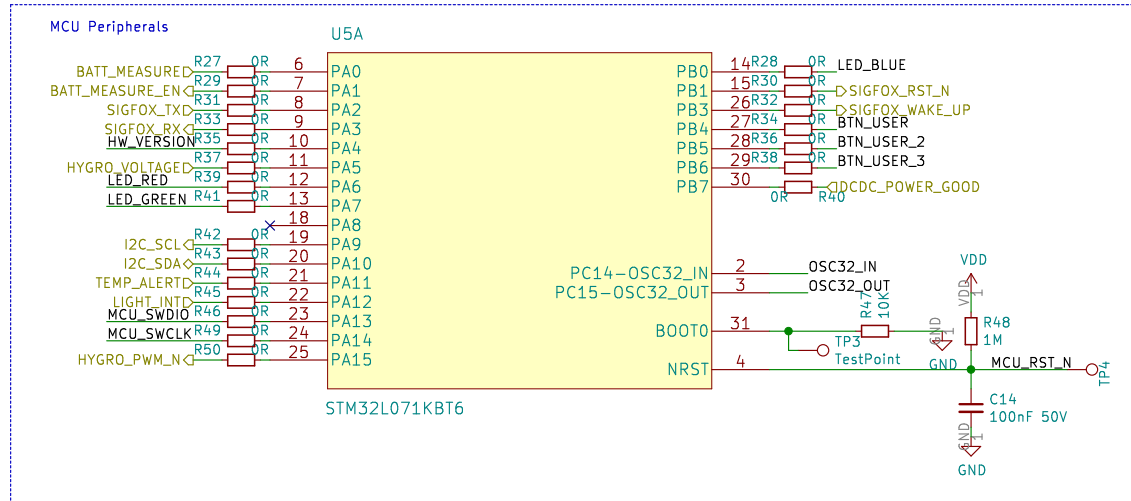 MCU Peripherals
U5A
BATT_MEASURE R27 0R 6 PA0
BATT_MEASURE_EN R29 0R 7 PA1
SIGFOX_TX R31 0R 8 PA2
SIGFOX_RX R33 0R 9 PA3
HW_VERSION R35 0R 10 PA4
HYGRO_VOLTAGE R37 0R 11 PA5
LED_RED R39 0R 12 PA6
LED_GREEN R41 0R 13 PA7
18 PA8
I2C_SCL R42 0R 19 PA9
I2C_SDA R43 0R 20 PA10
TEMP_ALERT R44 0R 21 PA11
LIGHT_INT R45 0R 22 PA12
MCU_SWDIO R46 0R 23 PA13
MCU_SWCLK R49 0R 24 PA14
HYGRO_PWM_N R50 0R 25 PA15
PB0 14 R28 0R LED_BLUE
PB1 15 R30 0R SIGFOX_RST_N
PB3 26 R32 0R SIGFOX_WAKE_UP
PB4 27 R34 0R BTN_USER
PB5 28 R36 0R BTN_USER_2
PB6 29 R38 0R BTN_USER_3
PB7 30 0R R40 DCDC_POWER_GOOD
PC14-OSC32_IN 2 OSC32_IN
PC15-OSC32_OUT 3 OSC32_OUT
BOOT0 31 R47 10K GND 1 GND
TP3
TestPoint
VDD
VDD 1
R48
1M
NRST 4 MCU_RST_N TP4
C14
100nF 50V
GND 1
GND
STM32L071KBT6